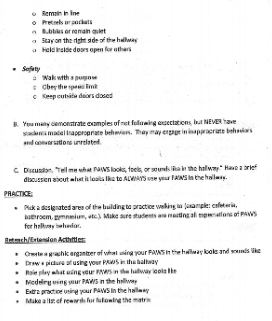 o Remain in line
o Pretzels or pockets
o Bubbles or remain quiet
o Stay on the right side of the hallway
o Hold inside doors open for others
• Safety
o Walk with a purpose
o Obey the speed limit
o Keep outside doors closed
B. You may demonstrate examples of not following expectations, but NEVER have
students model inappropriate behaviors. They may engage in inappropriate behaviors
and conversations unrelated.
C. Discussion. "Tell me what PAWS looks, feels, or sounds like in the hallway." Have a brief
discussion about what it looks like to ALWAYS use your PAWS in the hallway.
PRACTICE:
• Pick a designated area of the building to practice walking to (example: cafeteria,
bathroom, gymnasium, etc.). Make sure students are meeting all expectations of PAWS
for hallway behavior.
Reteach/Extension Activities:
• Create a graphic organizer of what using your PAWS in the hallway looks and sounds like
• Draw a picture of using your PAWS in the hallway
• Role play what using your PAWS in the hallway looks like
• Modeling using your PAWS in the hallway
• Extra practice using your PAWS in the hallway
• Make a list of rewards for following the matrix